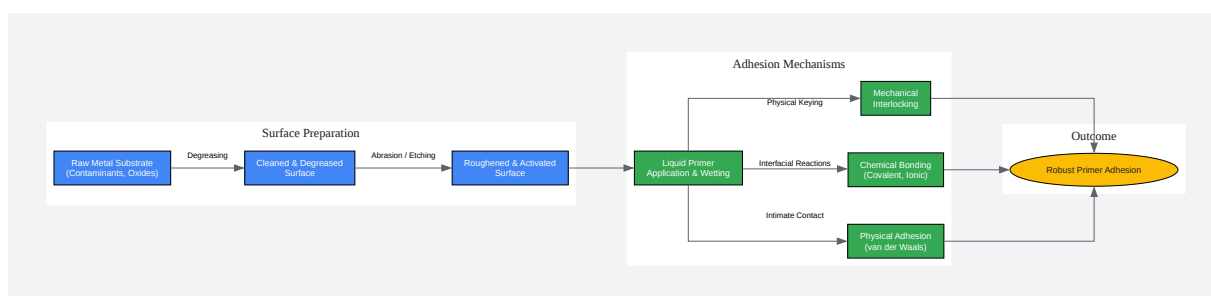 Surface Preparation
Raw Metal Substrate
(Contaminants, Oxides)
Degreasing
Cleaned & Degreased
Surface
Abrasion / Etching
Roughened & Activated
Surface
Adhesion Mechanisms
Liquid Primer
Application & Wetting
Physical Keying
Mechanical
Interlocking
Interfacial Reactions
Chemical Bonding
(Covalent, Ionic)
Intimate Contact
Physical Adhesion
(van der Waals)
Outcome
Robust Primer Adhesion